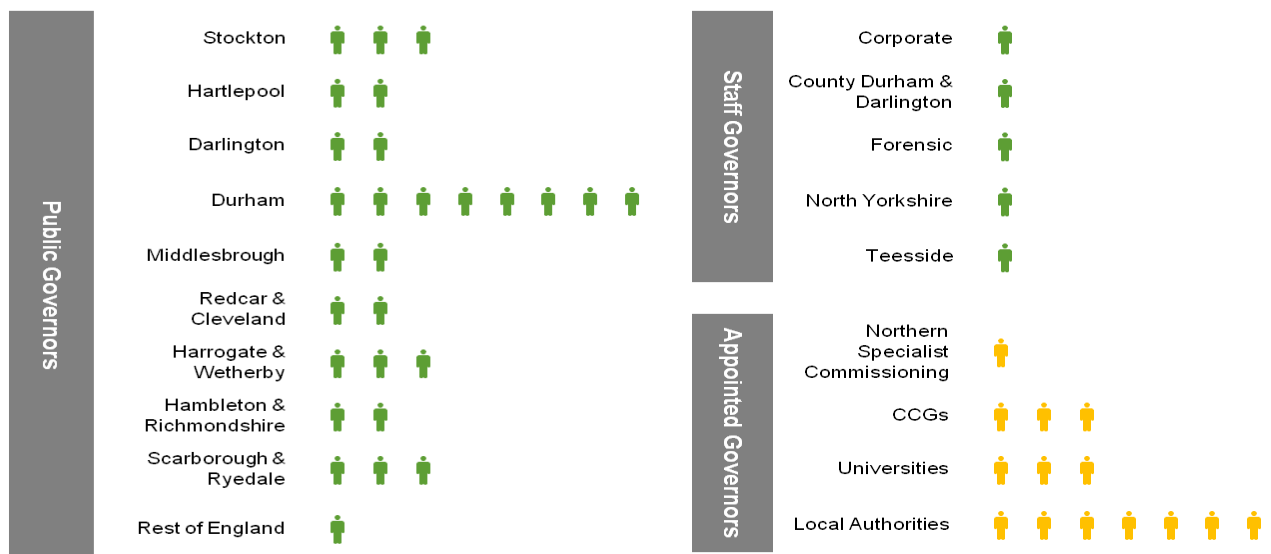 Public Governors
Stockton
Hartlepool
Darlington
Durham
Middlesbrough
Redcar &
Cleveland
Harrogate &
Wetherby
Hambleton &
Richmondshire
Scarborough &
Ryedale
Rest of England
Staff Governors
Corporate
County Durham &
Darlington
Forensic
North Yorkshire
Teesside
Appointed Governors
Northern
Specialist
Commissioning
CCGs
Universities
Local Authorities